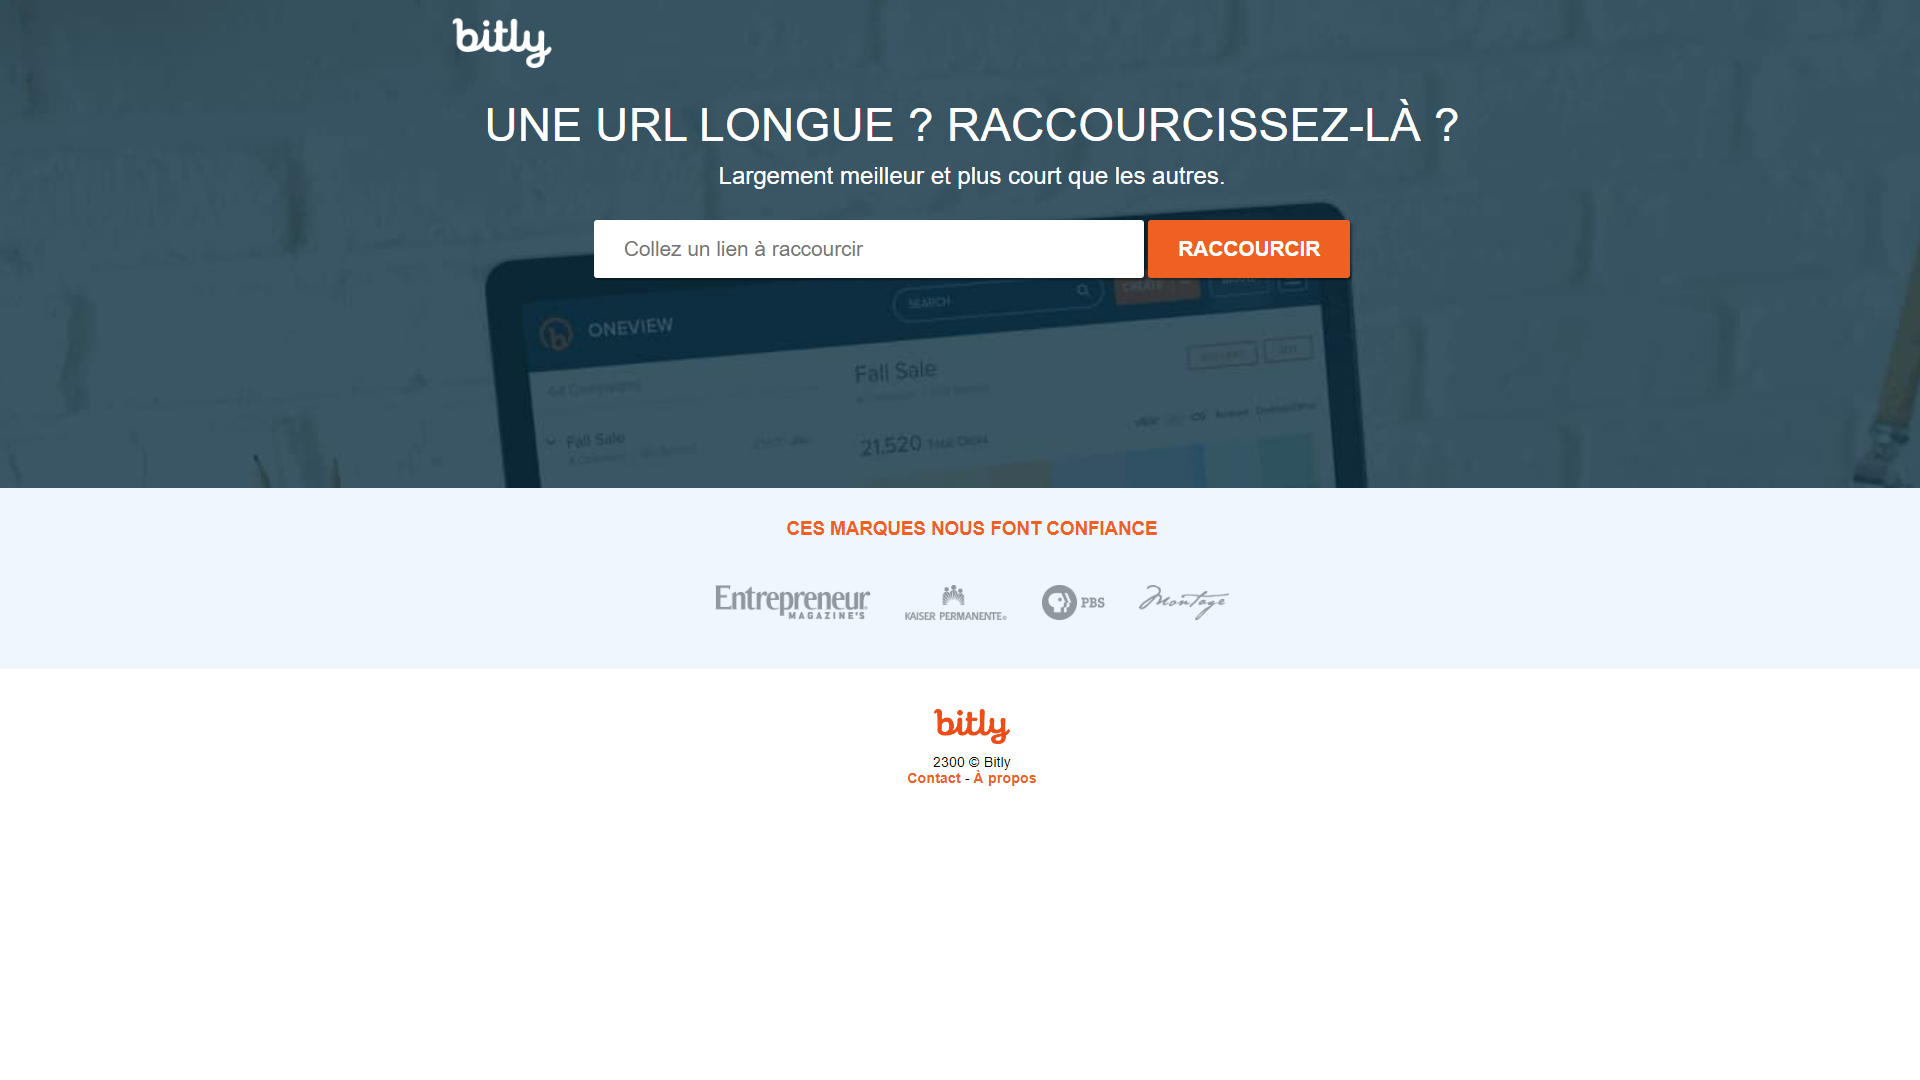 bitly
UNE URL LONGUE ? RACCOURCISSEZ-LÀ ?
Largement meilleur et plus court que les autres.
Collez un lien à raccourcir
RACCOURCIR
SEARCH
CREATE
ONEVIEW
Fall Sale
Fall Sale
21,520 Total Clicks
CES MARQUES NOUS FONT CONFIANCE
Entrepreneur
MAGAZINE'S
KAISER PERMANENTE®
PBS
Montage
bitly
2300 © Bitly
Contact - À propos